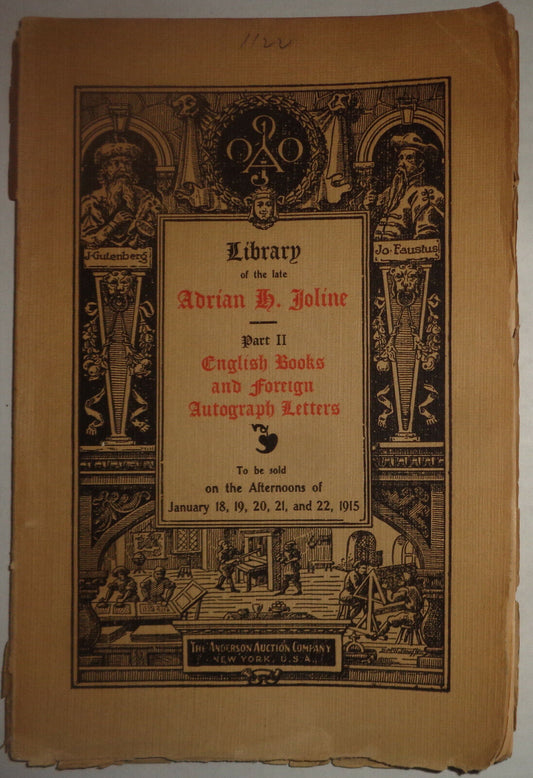 1122
J. Gutenberg
Jo. Faustus
Library
of the late
Adrian H. Joline
Part II
English Books
and Foreign
Autograph Letters
To be sold
on the Afternoons of
January 18, 19, 20, 21, and 22, 1915
THE ANDERSON AUCTION COMPANY
NEW YORK, U.S.A.